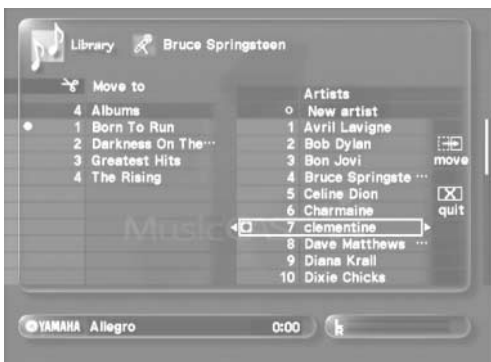 Library Bruce Springsteen
Move to
4 Albums
1 Born To Run
2 Darkness On The…
3 Greatest Hits
4 The Rising
Artists
New artist
1 Avril Lavigne
2 Bob Dylan
3 Bon Jovi
4 Bruce Springste …
5 Celine Dion
6 Charmaine
7 clementine
8 Dave Matthews …
9 Diana Krall
10 Dixie Chicks
move
quit
YAMAHA Allegro 0:00